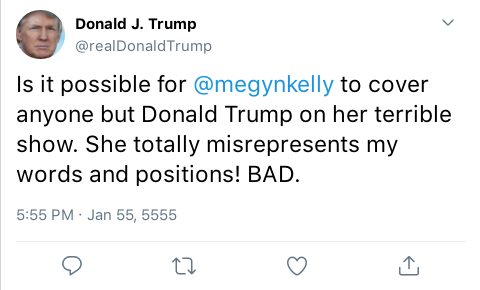 Donald J. Trump
@realDonaldTrump
Is it possible for @megynkelly to cover
anyone but Donald Trump on her terrible
show. She totally misrepresents my
words and positions! BAD.
5:55 PM · Jan 55, 5555